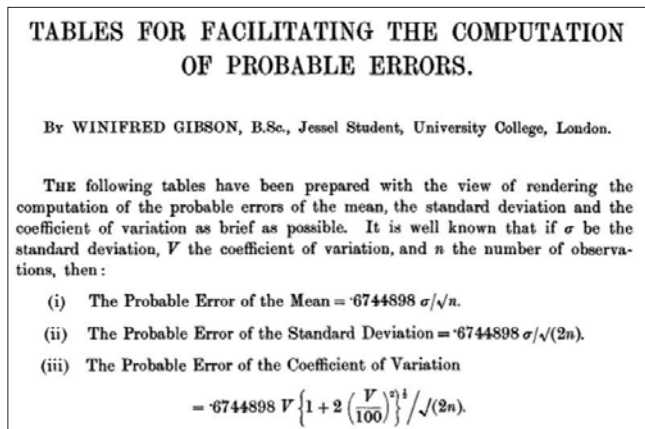 TABLES FOR FACILITATING THE COMPUTATION
OF PROBABLE ERRORS.
By WINIFRED GIBSON, B.Sc., Jessel Student, University College, London.
THE following tables have been prepared with the view of rendering the
computation of the probable errors of the mean, the standard deviation and the
coefficient of variation as brief as possible. It is well known that if σ be the
standard deviation, V the coefficient of variation, and n the number of observa-
tions, then:
(i) The Probable Error of the Mean = ·6744898 σ/√n.
(ii) The Probable Error of the Standard Deviation = ·6744898 σ/√(2n).
(iii) The Probable Error of the Coefficient of Variation
= ·6744898 V {1 + 2 (V/100)²}^½ / √(2n).